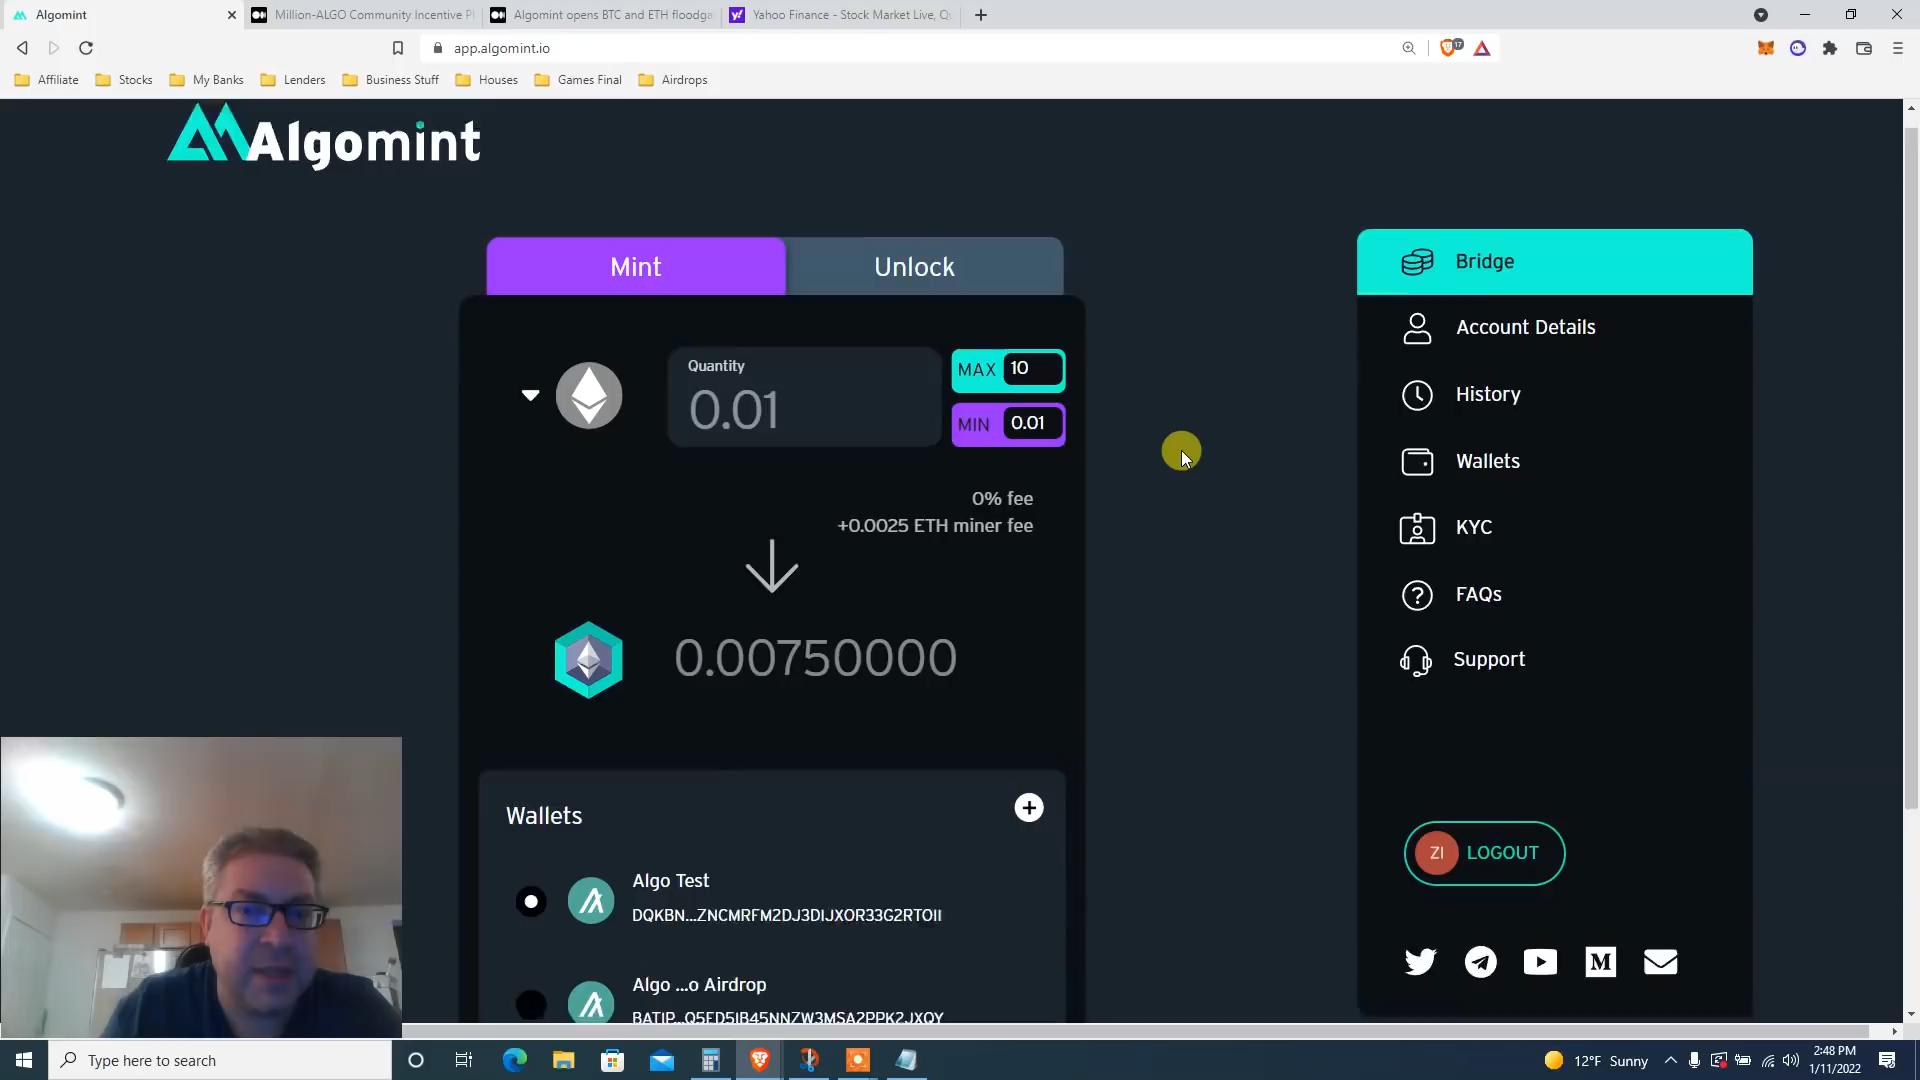 Algomint
Million-ALGO Community Incentive P
Algomint opens BTC and ETH floodga
Yahoo Finance - Stock Market Live, Q
app.algomint.io
17
Affiliate
Stocks
My Banks
Lenders
Business Stuff
Houses
Games Final
Airdrops
Algomint
Mint
Unlock
Quantity
0.01
MAX 10
MIN 0.01
0% fee
+0.0025 ETH miner fee
0.00750000
Wallets
Algo Test
DQKBN...ZNCMRFM2DJ3DIJXOR33G2RTOII
Algo ...o Airdrop
BATIP...Q5ED5IB45NNZW3MSA2PPK2JXQY
Bridge
Account Details
History
Wallets
KYC
FAQs
Support
ZI LOGOUT
Type here to search
12°F Sunny
2:48 PM
1/11/2022